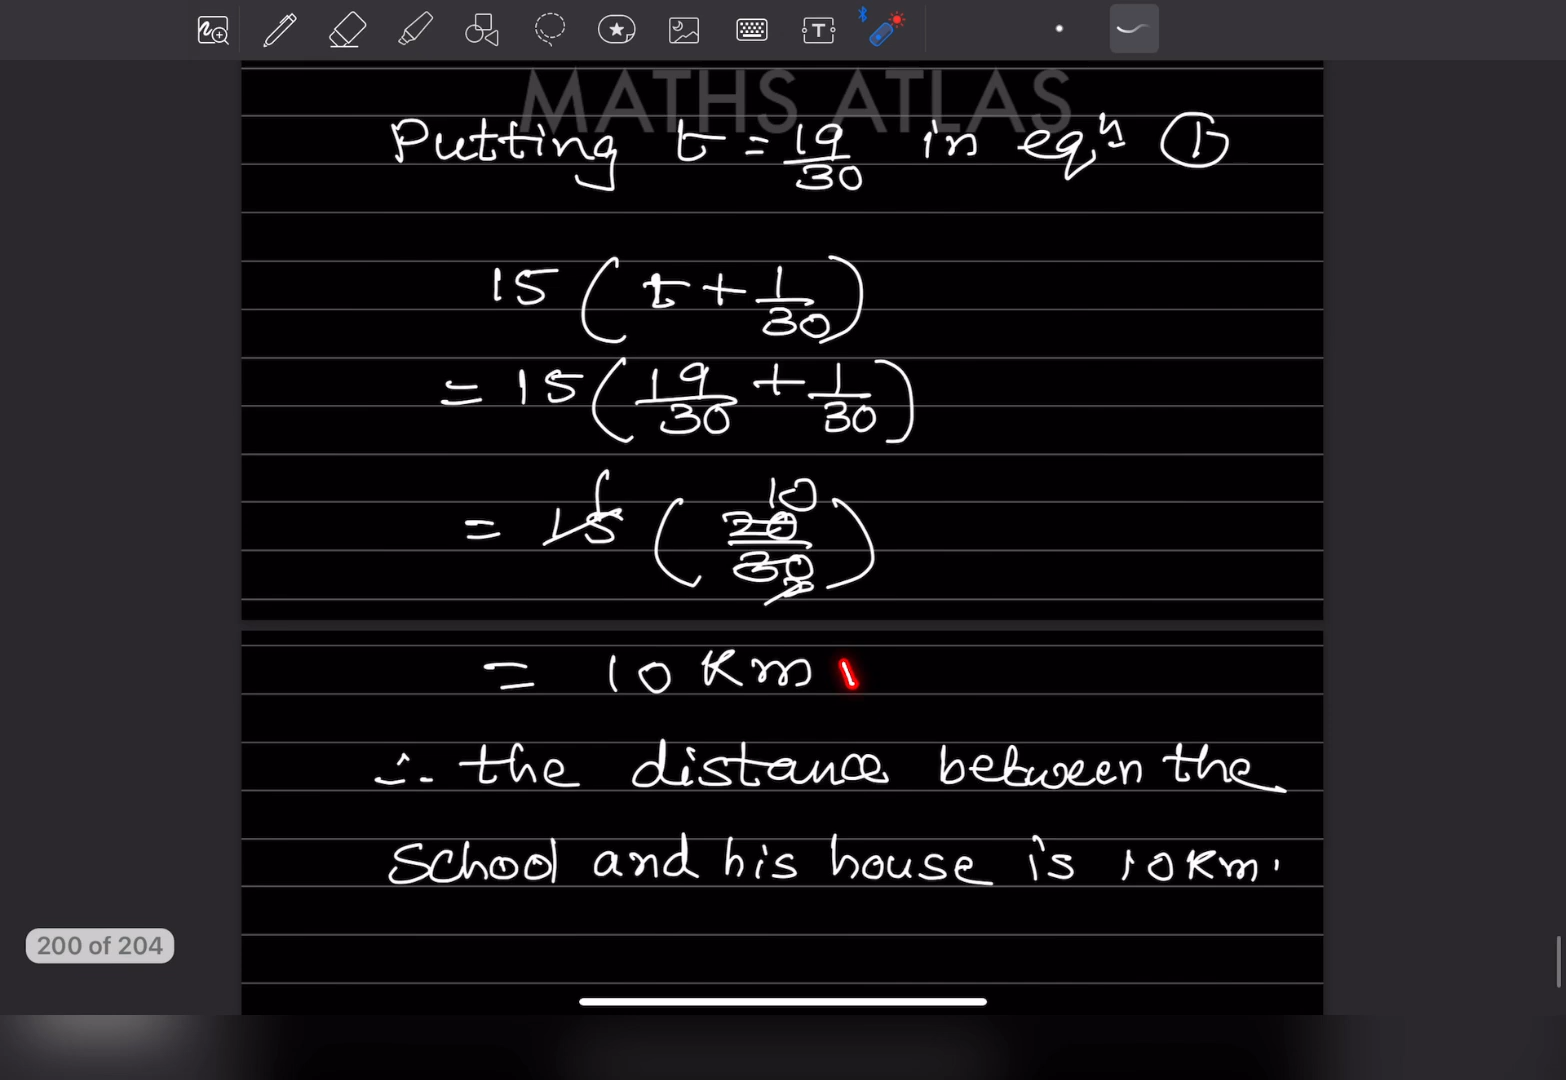 MATHS ATLAS
Putting t = 19/30 in eqⁿ ①
15 ( t + 1/30 )
= 15 ( 19/30 + 1/30 )
= 15 ( 20/30 ) 10
= 10 Km
∴ the distance between the
School and his house is 10 Km.
200 of 204